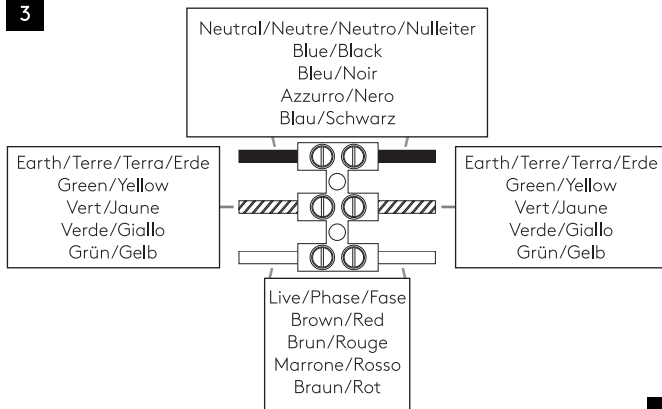 3
Neutral/Neutre/Neutro/Nulleiter
Blue/Black
Bleu/Noir
Azzurro/Nero
Blau/Schwarz
Earth/Terre/Terra/Erde
Green/Yellow
Vert/Jaune
Verde/Giallo
Grün/Gelb
Earth/Terre/Terra/Erde
Green/Yellow
Vert/Jaune
Verde/Giallo
Grün/Gelb
Live/Phase/Fase
Brown/Red
Brun/Rouge
Marrone/Rosso
Braun/Rot